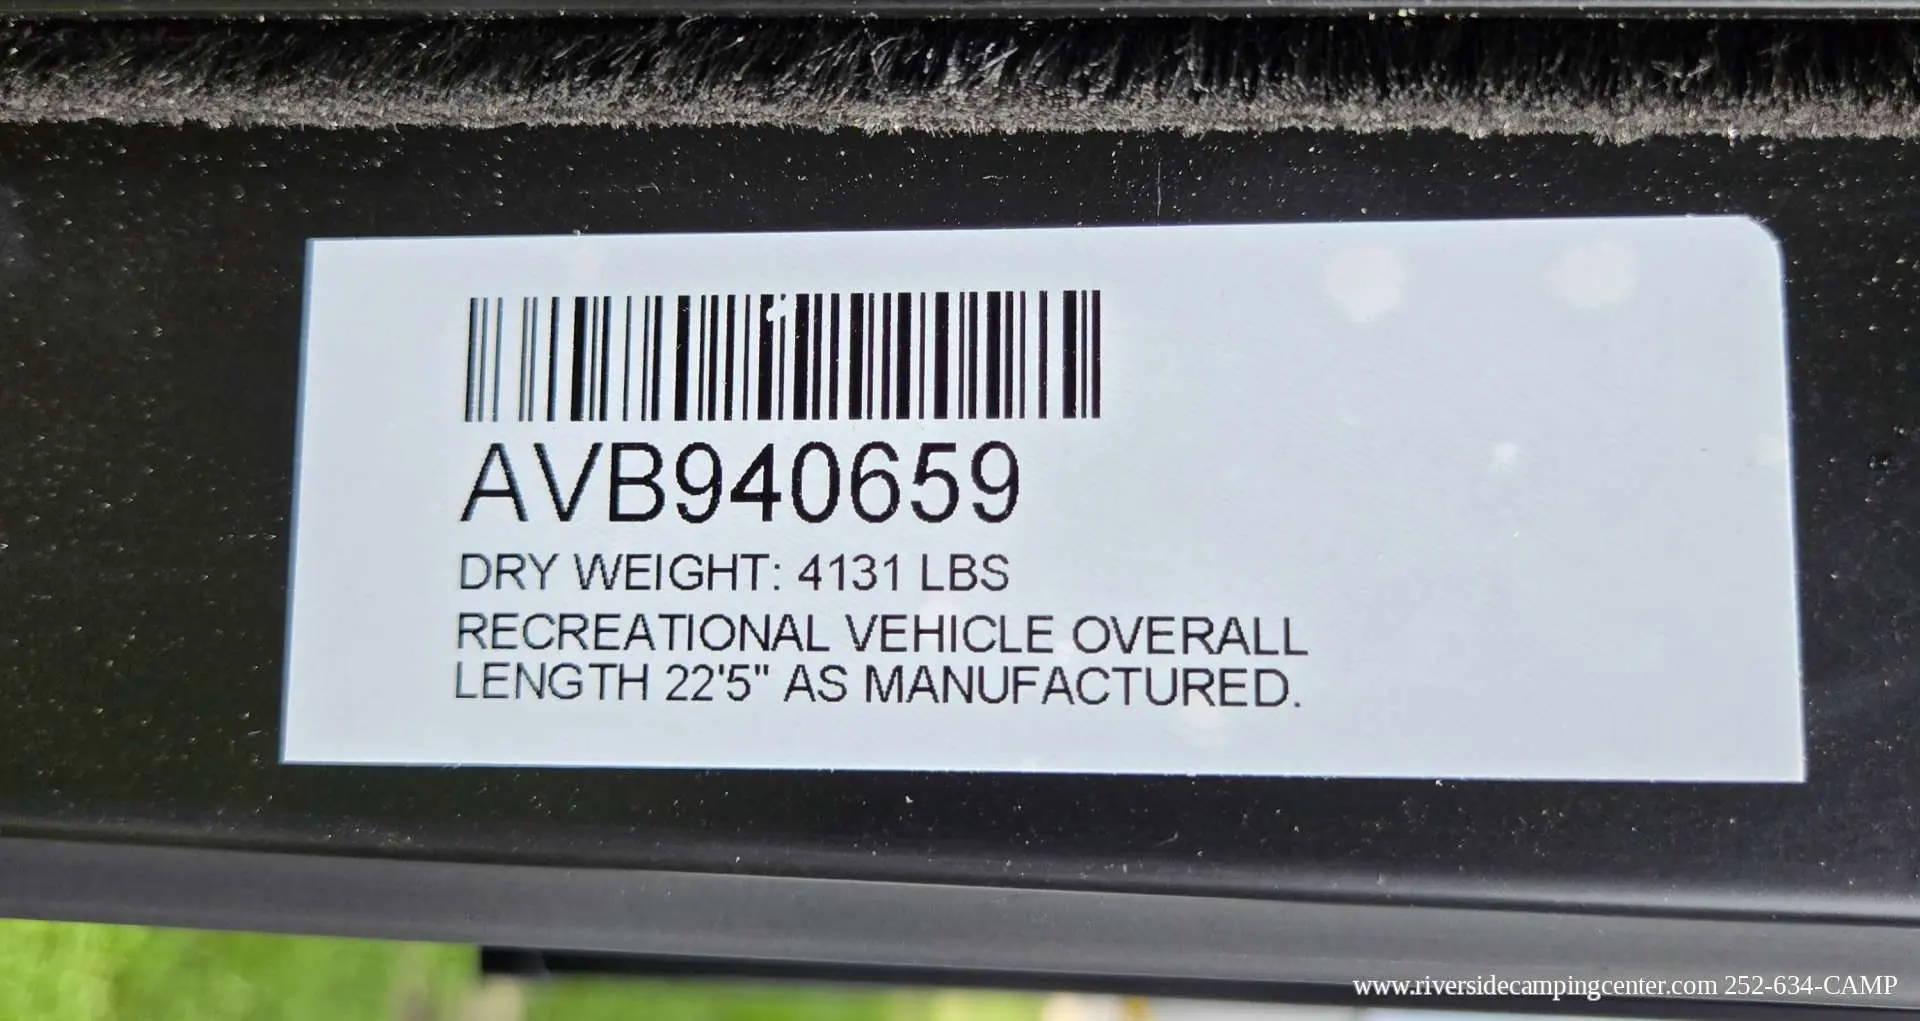 AVB940659
DRY WEIGHT: 4131 LBS
RECREATIONAL VEHICLE OVERALL
LENGTH 22'5" AS MANUFACTURED.
www.riversidecampingcenter.com 252-634-CAMP